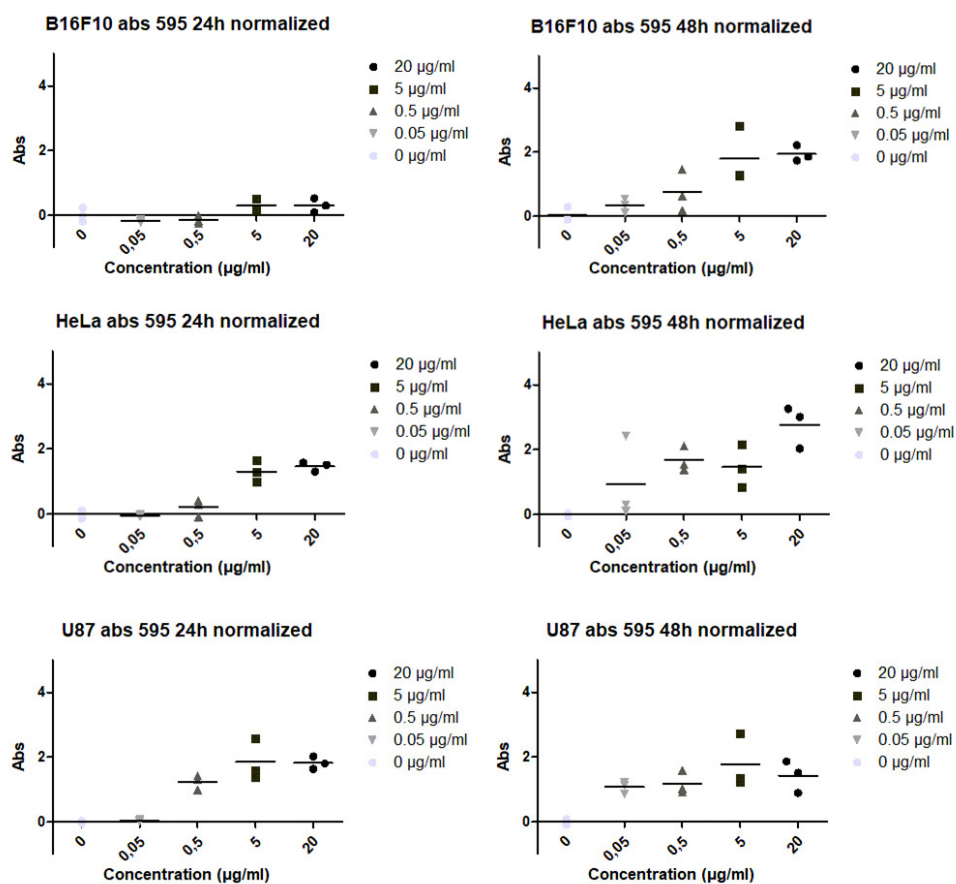 B16F10 abs 595 24h normalized
4
2
0
Abs
0
0,05
0,5
5
20
Concentration (µg/ml)
20 µg/ml
5 µg/ml
0.5 µg/ml
0.05 µg/ml
0 µg/ml
B16F10 abs 595 48h normalized
4
2
0
Abs
0
0,05
0,5
5
20
Concentration (µg/ml)
20 µg/ml
5 µg/ml
0.5 µg/ml
0.05 µg/ml
0 µg/ml
HeLa abs 595 24h normalized
4
2
0
Abs
0
0,05
0,5
5
20
Concentration (µg/ml)
20 µg/ml
5 µg/ml
0.5 µg/ml
0.05 µg/ml
0 µg/ml
HeLa abs 595 48h normalized
4
2
0
Abs
0
0,05
0,5
5
20
Concentration (µg/ml)
20 µg/ml
5 µg/ml
0.5 µg/ml
0.05 µg/ml
0 µg/ml
U87 abs 595 24h normalized
4
2
0
Abs
0
0,05
0,5
5
20
Concentration (µg/ml)
20 µg/ml
5 µg/ml
0.5 µg/ml
0.05 µg/ml
0 µg/ml
U87 abs 595 48h normalized
4
2
0
Abs
0
0,05
0,5
5
20
Concentration (µg/ml)
20 µg/ml
5 µg/ml
0.5 µg/ml
0.05 µg/ml
0 µg/ml